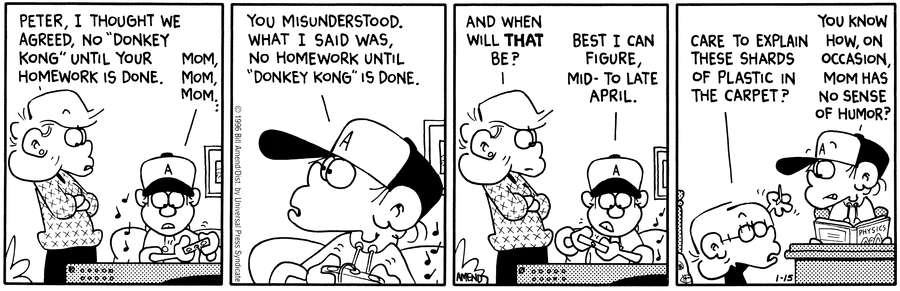 PETER, I THOUGHT WE
AGREED, NO "DONKEY
KONG" UNTIL YOUR
HOMEWORK IS DONE.
MOM,
MOM,
MOM...
A
YOU MISUNDERSTOOD.
WHAT I SAID WAS,
NO HOMEWORK UNTIL
"DONKEY KONG" IS DONE.
A
© 1996 Bill Amend/Dist. by Universal Press Syndicate
AND WHEN
WILL THAT
BE?
BEST I CAN
FIGURE,
MID- TO LATE
APRIL.
A
AMEND
CARE TO EXPLAIN
THESE SHARDS
OF PLASTIC IN
THE CARPET?
YOU KNOW
HOW, ON
OCCASION,
MOM HAS
NO SENSE
OF HUMOR?
A
PHYSICS
1-15